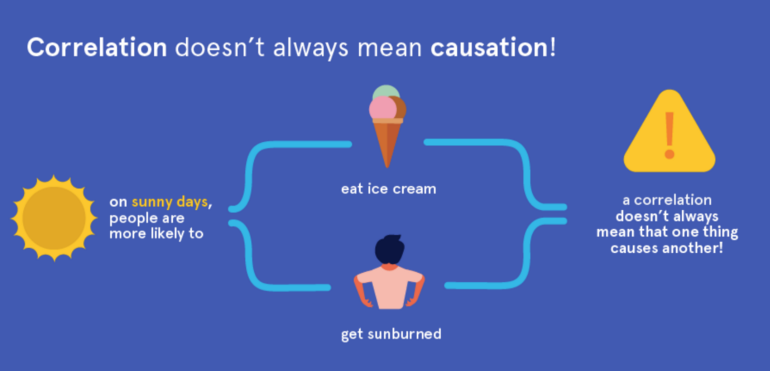 Correlation doesn’t always mean causation!
on sunny days,
people are
more likely to
eat ice cream
get sunburned
a correlation
doesn’t always
mean that one thing
causes another!